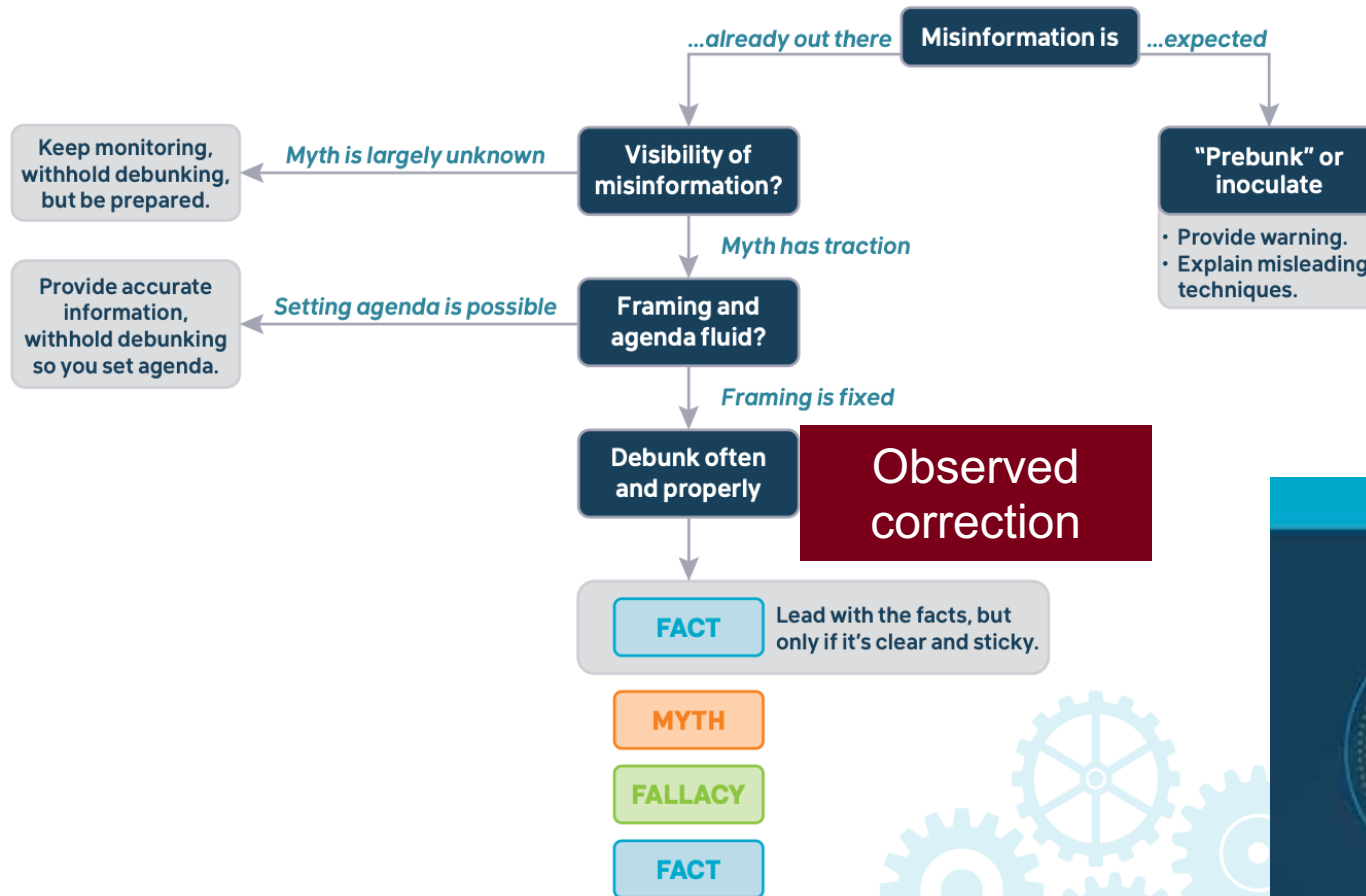 ...already out there
Misinformation is
...expected
Keep monitoring,
withhold debunking,
but be prepared.
Myth is largely unknown
Visibility of
misinformation?
"Prebunk" or
inoculate
• Provide warning.
• Explain misleading
techniques.
Myth has traction
Provide accurate
information,
withhold debunking
so you set agenda.
Setting agenda is possible
Framing and
agenda fluid?
Framing is fixed
Debunk often
and properly
Observed
correction
FACT
Lead with the facts, but
only if it's clear and sticky.
MYTH
FALLACY
FACT